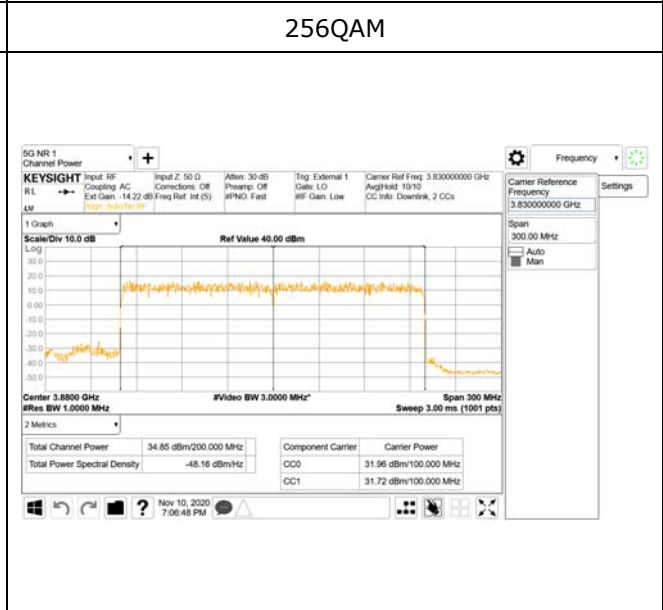 256QAM
5G NR 1
Channel Power
Frequency
KEYSIGHT
RL
Input: RF
Coupling: AC
Ext Gain: -14.22 dB
Align: Auto/No RF
Input Z: 50 Ω
Corrections: Off
Freq Ref: Int (S)
Atten: 30 dB
Preamp: Off
#PNO: Fast
Trig: External 1
Gate: LO
#IF Gain: Low
Carrier Ref Freq: 3.830000000 GHz
Avg|Hold: 10/10
CC Info: Downlink, 2 CCs
Carrier Reference
Frequency
3.830000000 GHz
Settings
Span
300.00 MHz
Auto
Man
1 Graph
Scale/Div 10.0 dB
Ref Value 40.00 dBm
Log
30.0
20.0
10.0
0.00
-10.0
-20.0
-30.0
-40.0
-50.0
Center 3.8800 GHz
#Video BW 3.0000 MHz*
Span 300 MHz
#Res BW 1.0000 MHz
Sweep 3.00 ms (1001 pts)
2 Metrics
Total Channel Power 34.85 dBm/200.000 MHz
Total Power Spectral Density -48.16 dBm/Hz
Component Carrier Carrier Power
CC0 31.96 dBm/100.000 MHz
CC1 31.72 dBm/100.000 MHz
?
Nov 10, 2020
7:06:48 PM